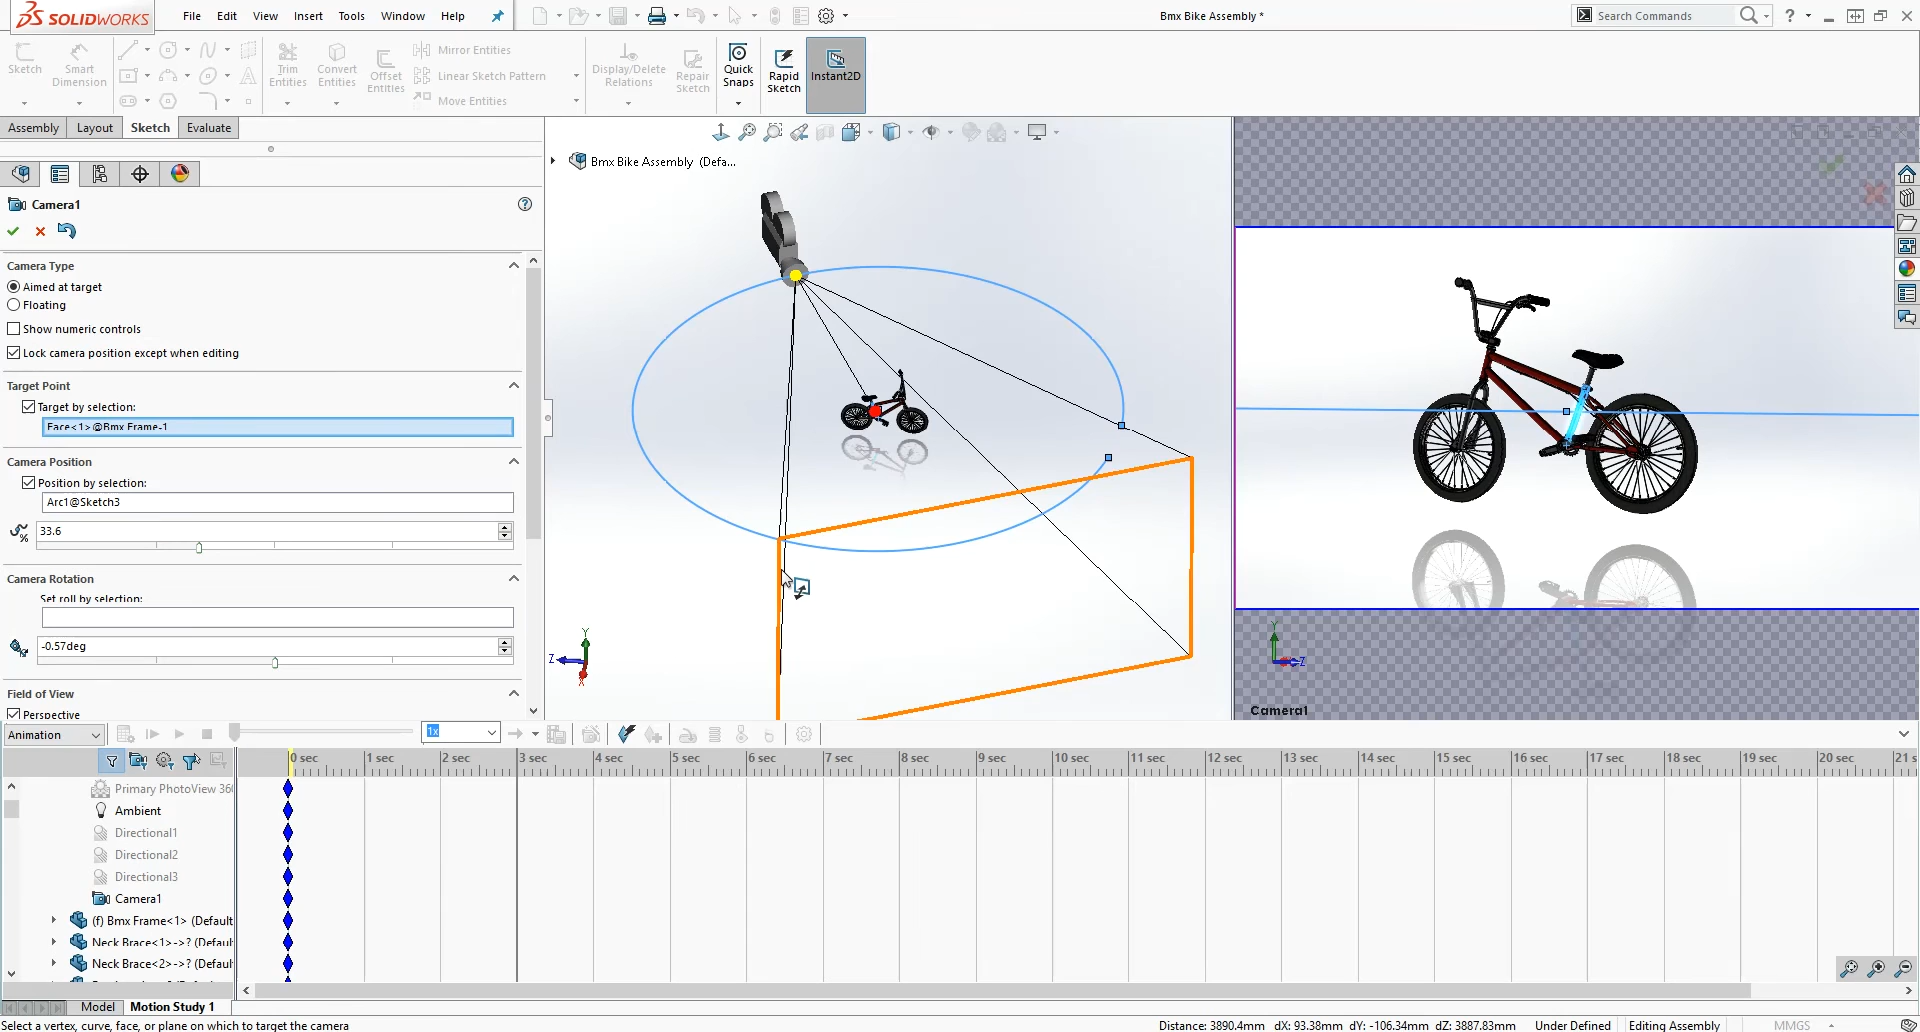 SOLIDWORKS
File Edit View Insert Tools Window Help
Bmx Bike Assembly *
Search Commands
Sketch
Smart Dimension
Trim Entities
Convert Entities
Offset Entities
Mirror Entities
Linear Sketch Pattern
Move Entities
Display/Delete Relations
Repair Sketch
Quick Snaps
Rapid Sketch
Instant2D
Assembly Layout Sketch Evaluate
Bmx Bike Assembly (Defa...
Camera1
Camera Type
Aimed at target
Floating
Show numeric controls
Lock camera position except when editing
Target Point
Target by selection:
Face<1>@Bmx Frame-1
Camera Position
Position by selection:
Arc1@Sketch3
33.6
Camera Rotation
Set roll by selection:
-0.57deg
Field of View
Perspective
Y
Z
X
Y
Z
Camera1
Animation
1x
0 sec 1 sec 2 sec 3 sec 4 sec 5 sec 6 sec 7 sec 8 sec 9 sec 10 sec 11 sec 12 sec 13 sec 14 sec 15 sec 16 sec 17 sec 18 sec 19 sec 20 sec 21 s
Primary PhotoView 36
Ambient
Directional1
Directional2
Directional3
Camera1
(f) Bmx Frame<1> (Default
Neck Brace<1>->? (Defaul
Neck Brace<2>->? (Defaul
Model Motion Study 1
Select a vertex, curve, face, or plane on which to target the camera
Distance: 3890.4mm dX: 93.38mm dY: -106.34mm dZ: 3887.83mm Under Defined Editing Assembly MMGS